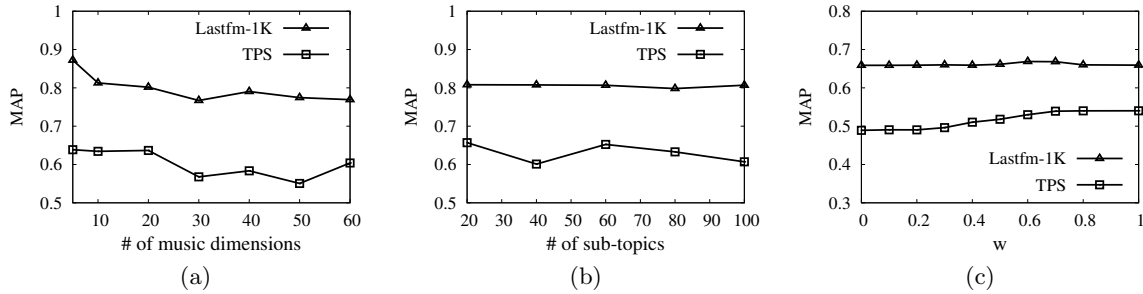 1
0.9
0.8
0.7
0.6
0.5
MAP
Lastfm-1K
TPS
10 20 30 40 50 60
# of music dimensions
(a)
1
0.9
0.8
0.7
0.6
0.5
MAP
Lastfm-1K
TPS
20 30 40 50 60 70 80 90 100
# of sub-topics
(b)
0.8
0.7
0.6
0.5
0.4
0.3
MAP
Lastfm-1K
TPS
0 0.2 0.4 0.6 0.8 1
w
(c)